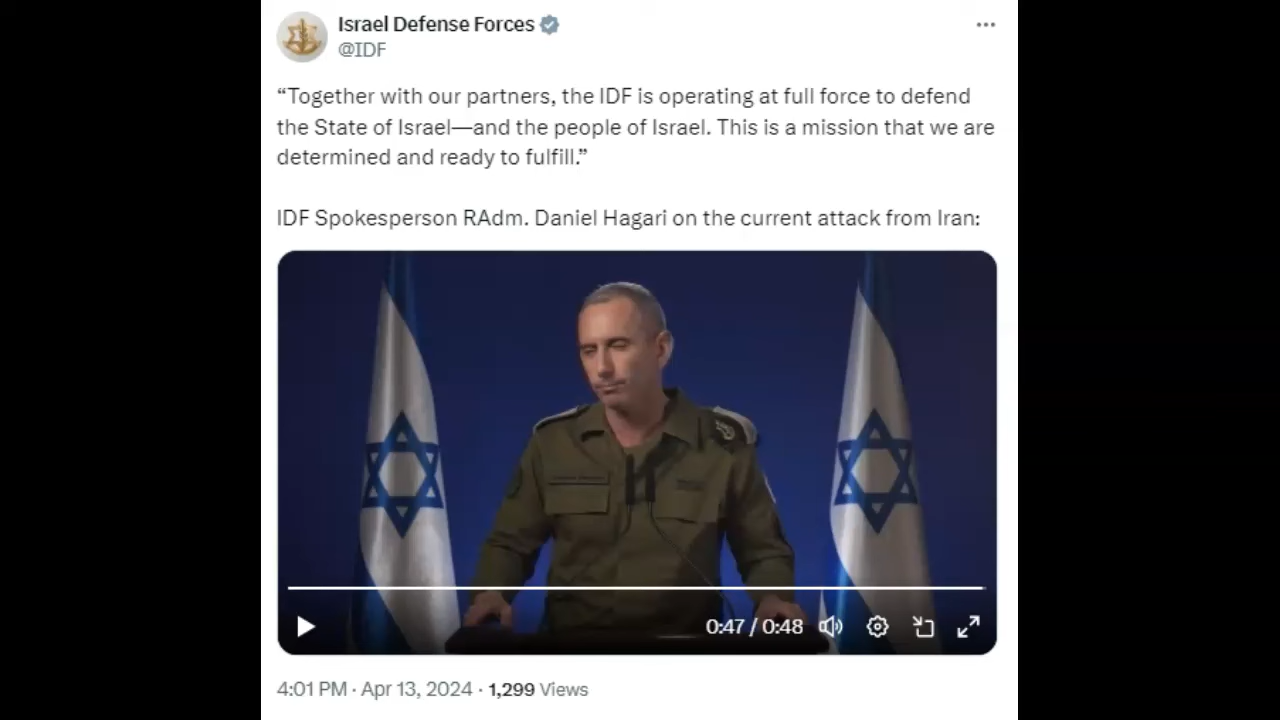 Israel Defense Forces
@IDF
“Together with our partners, the IDF is operating at full force to defend
the State of Israel—and the people of Israel. This is a mission that we are
determined and ready to fulfill.”
IDF Spokesperson RAdm. Daniel Hagari on the current attack from Iran:
0:47 / 0:48
4:01 PM · Apr 13, 2024 · 1,299 Views